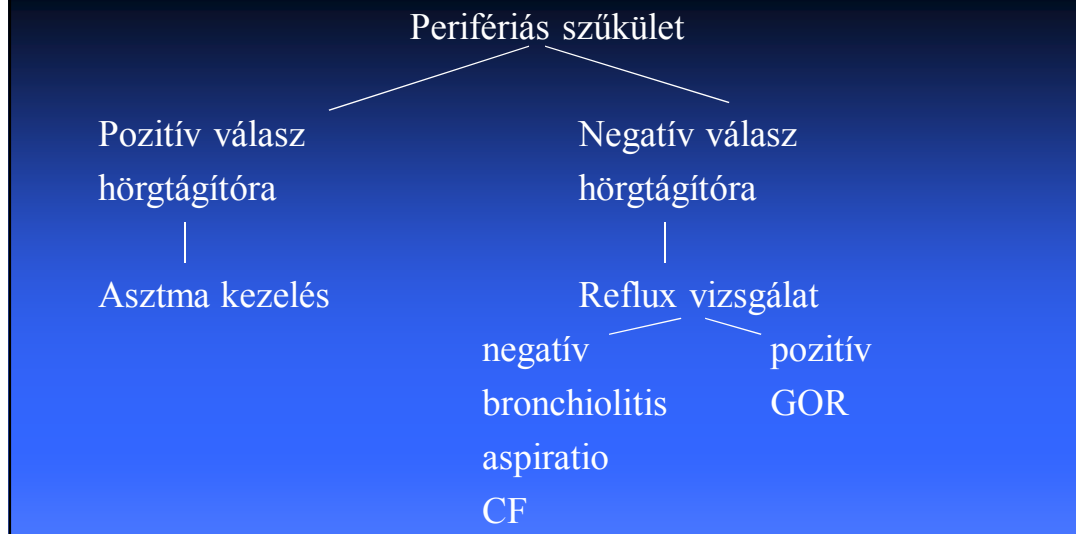 Perifériás szűkület
Pozitív válasz
hörgtágítóra
Negatív válasz
hörgtágítóra
Asztma kezelés
Reflux vizsgálat
negatív
bronchiolitis
aspiratio
CF
pozitív
GOR